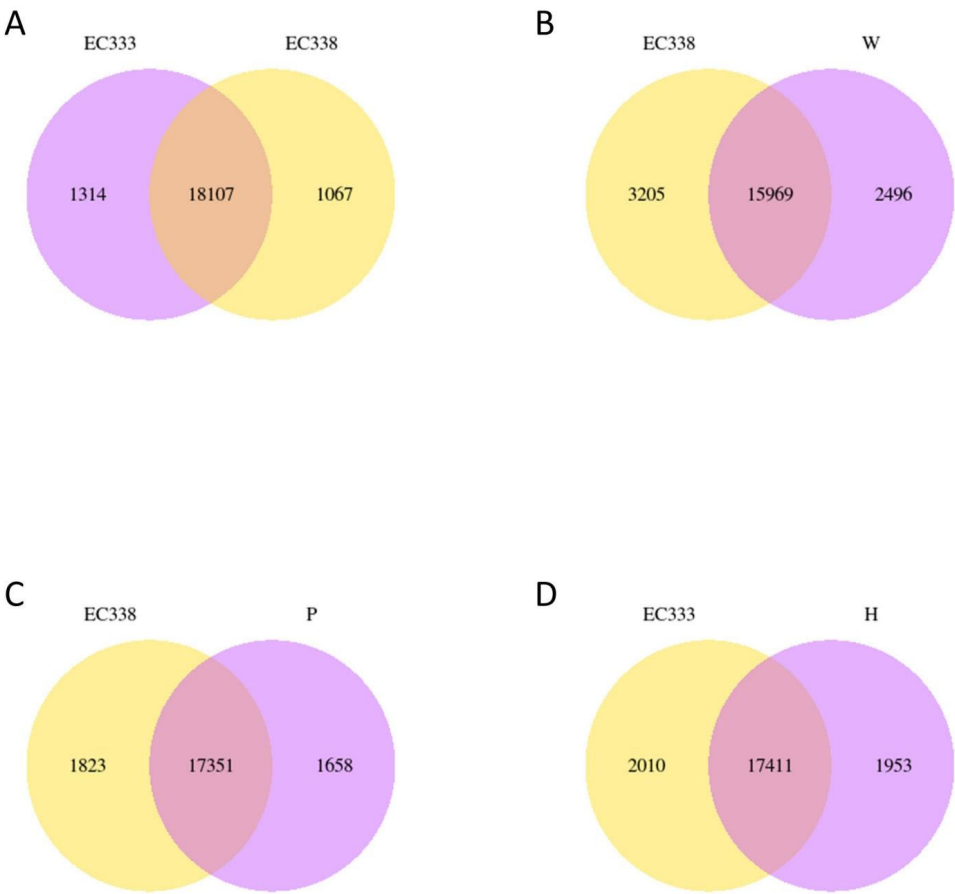 A
B
EC333 EC338
EC338 W
1314 18107 1067
3205 15969 2496
C
D
EC338 P
EC333 H
1823 17351 1658
2010 17411 1953